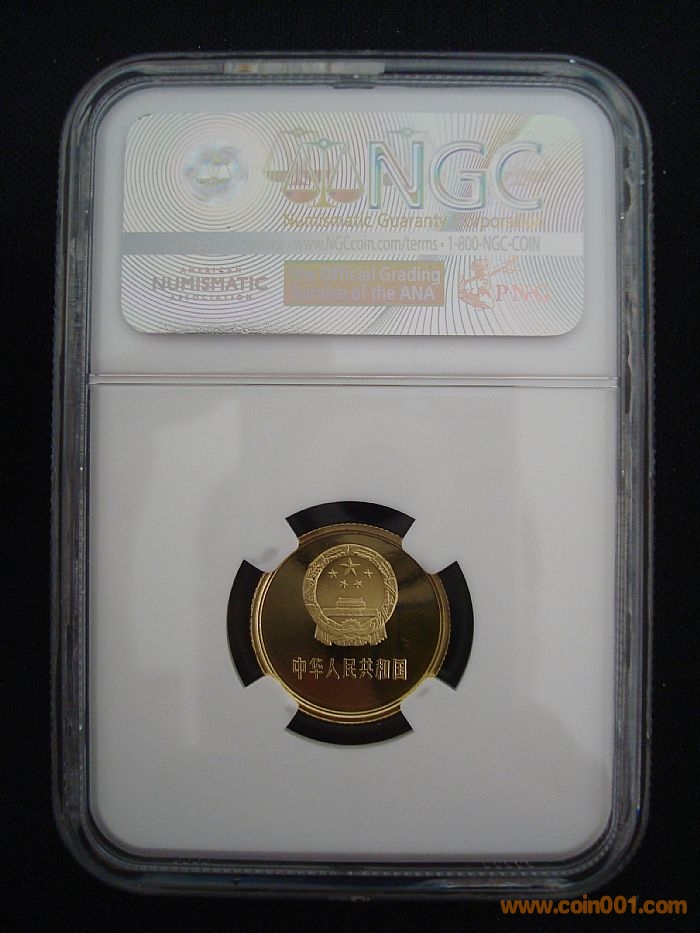 NGC
Numismatic Guaranty Corporation
www.NGCcoin.com/terms • 1-800-NGC-COIN
AMERICAN
NUMISMATIC
ASSOCIATION
The Official Grading
Service of the ANA
PNG
中华人民共和国
www.coin001.com